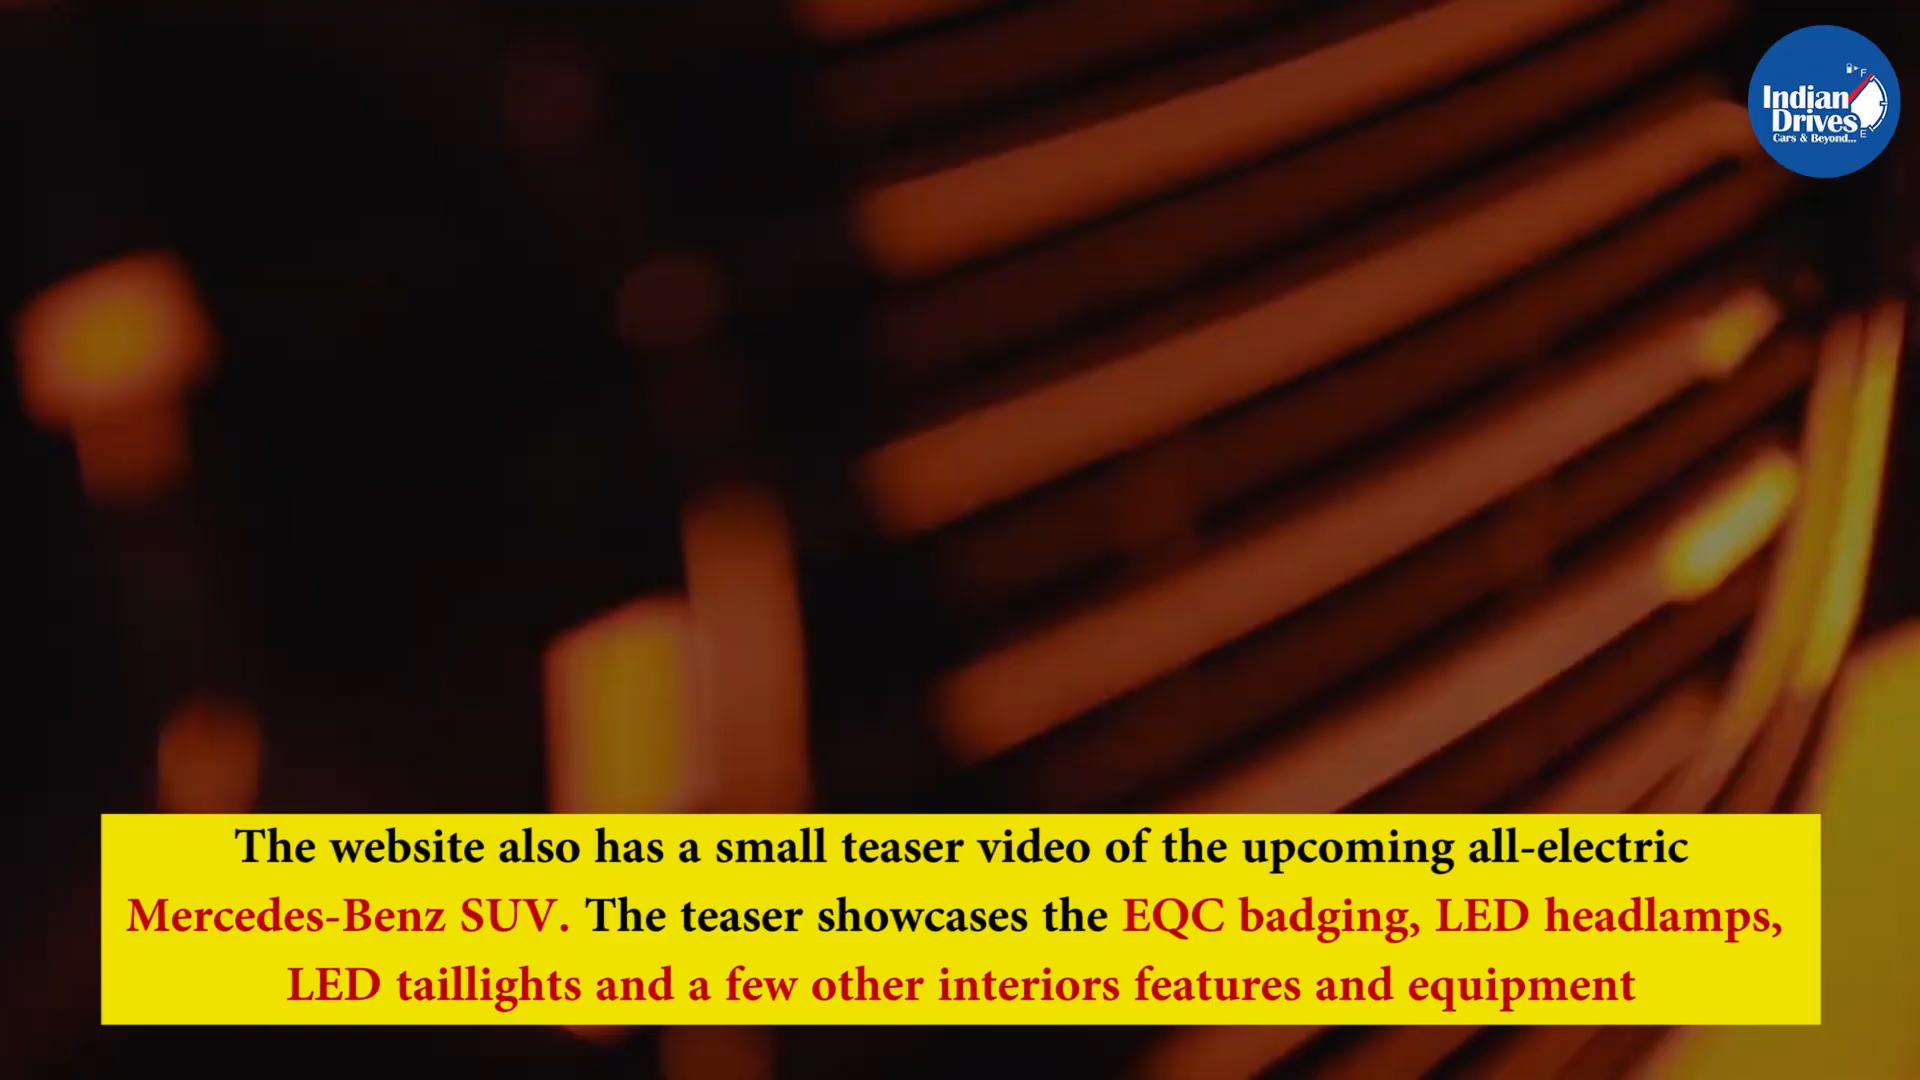 F
Indian
Drives
E
Cars & Beyond...
The website also has a small teaser video of the upcoming all-electric
Mercedes-Benz SUV. The teaser showcases the EQC badging, LED headlamps,
LED taillights and a few other interiors features and equipment